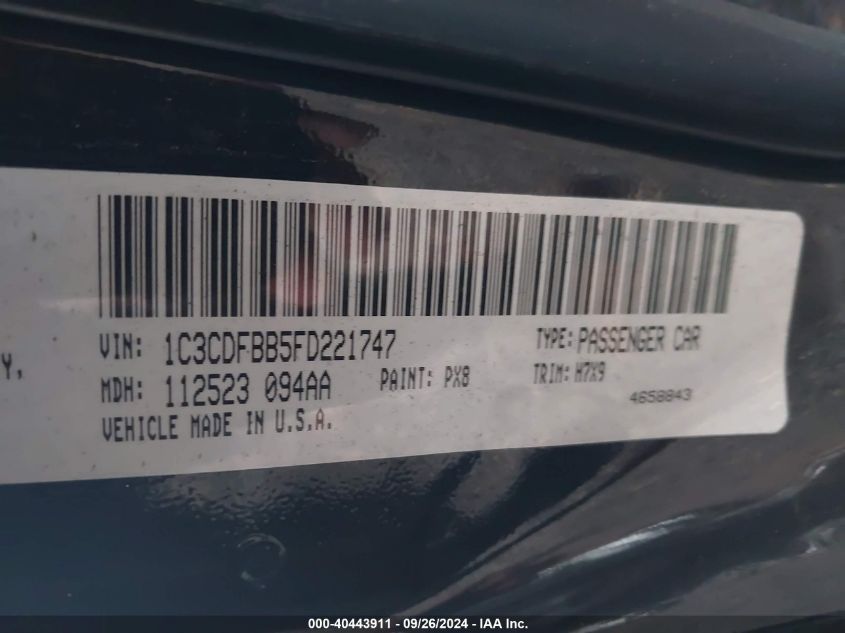 Y,
VIN: 1C3CDFBB5FD221747 TYPE: PASSENGER CAR
MDH: 112523 094AA PAINT: PX8 TRIM: H7X9
VEHICLE MADE IN U.S.A. 4658843
000-40443911 - 09/26/2024 - IAA Inc.